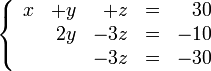 x +y +z = 30
2y −3z = −10
−3z = −30